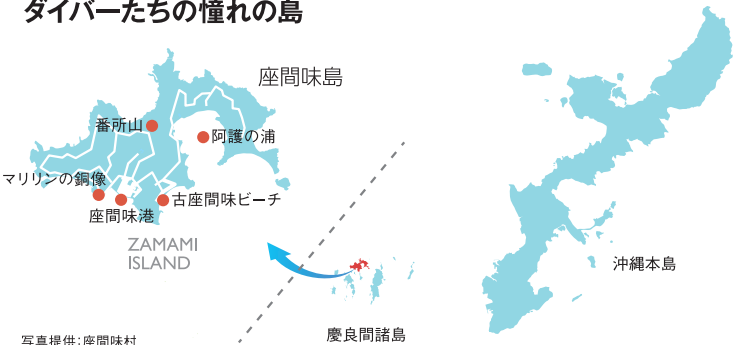 ダイバーたちの憧れの島
座間味島
番所山
阿護の浦
マリリンの銅像
古座間味ビーチ
座間味港
ZAMAMI
ISLAND
沖縄本島
慶良間諸島
写真提供:座間味村